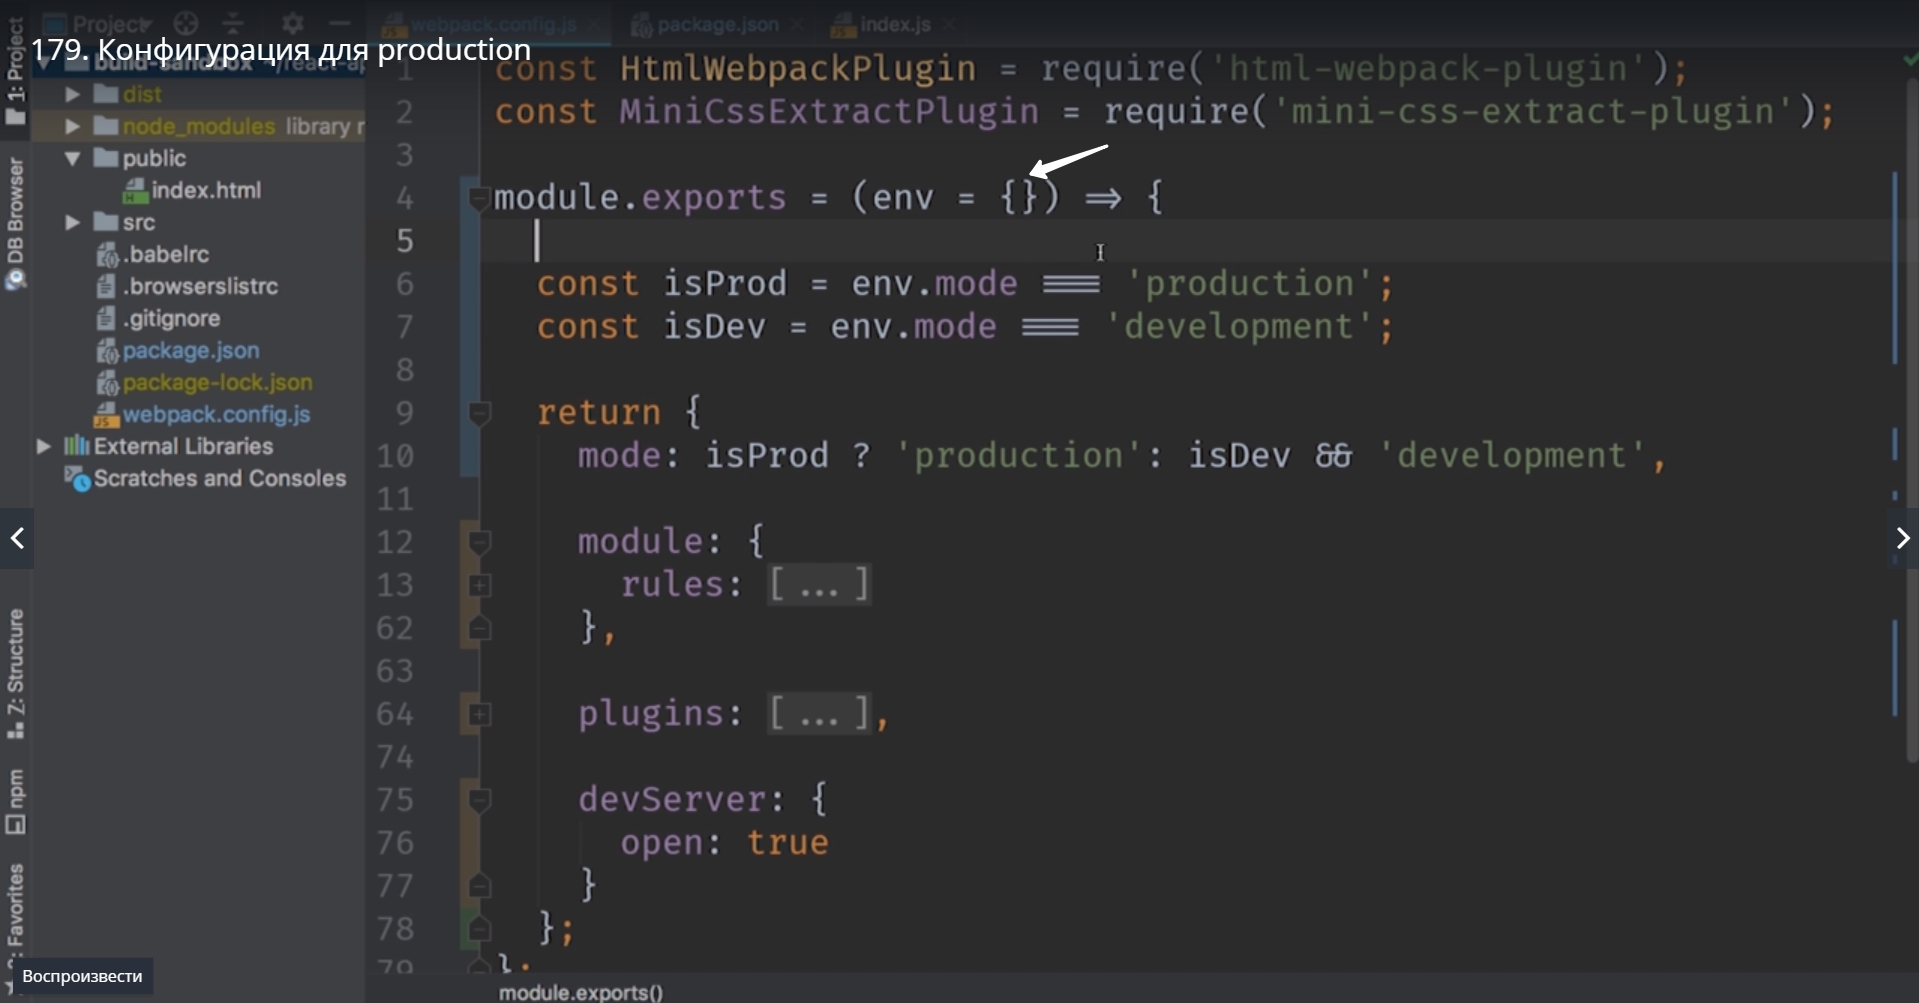 Project
webpack.config.js
package.json
index.js
179. Конфигурация для production
1: Project
DB Browser
Z: Structure
npm
Favorites
build-sandbox
dist
node_modules library r
public
index.html
src
.babelrc
.browserslistrc
.gitignore
package.json
package-lock.json
webpack.config.js
External Libraries
Scratches and Consoles
1 const HtmlWebpackPlugin = require('html-webpack-plugin');
2 const MiniCssExtractPlugin = require('mini-css-extract-plugin');
3
4 module.exports = (env = {}) => {
5
6 const isProd = env.mode === 'production';
7 const isDev = env.mode === 'development';
8
9 return {
10 mode: isProd ? 'production': isDev && 'development',
11
12 module: {
13 rules: [ ... ]
62 },
63
64 plugins: [ ... ],
74
75 devServer: {
76 open: true
77 }
78 };
79 };
module.exports()
Воспроизвести